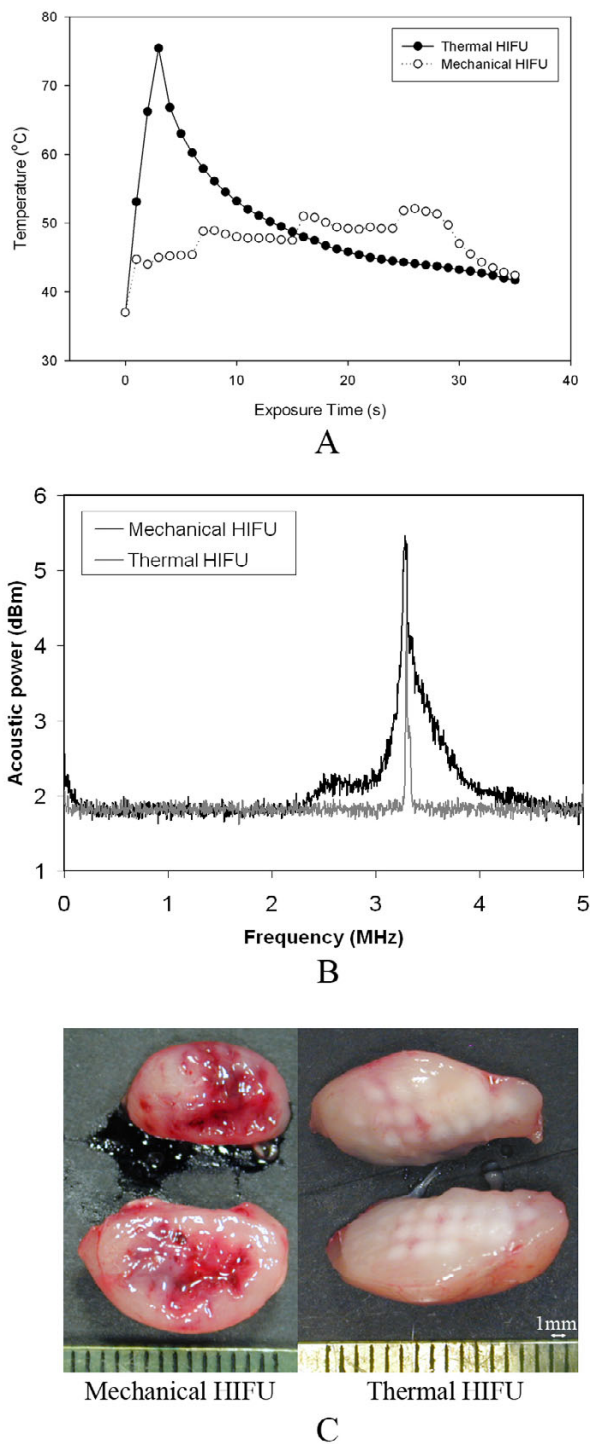 80
70
60
50
40
30
Temperature (°C)
Thermal HIFU
Mechanical HIFU
0
10
20
30
40
Exposure Time (s)
A
6
5
4
3
2
1
Acoustic power (dBm)
Mechanical HIFU
Thermal HIFU
0
1
2
3
4
5
Frequency (MHz)
B
1mm
Mechanical HIFU
Thermal HIFU
C